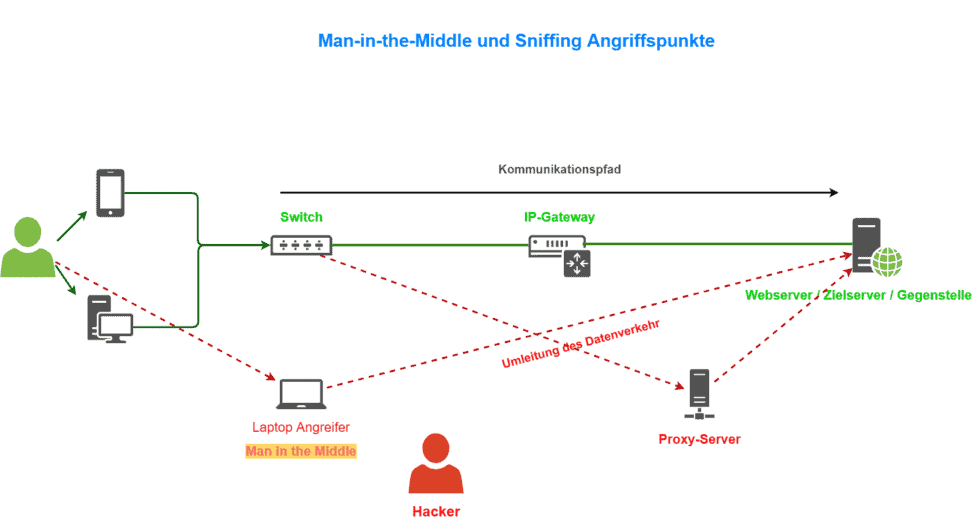 Man-in-the-Middle und Sniffing Angriffspunkte
Kommunikationspfad
Switch
IP-Gateway
Webserver / Zielserver / Gegenstelle
Umleitung des Datenverkehr
Laptop Angreifer
Man in the Middle
Proxy-Server
Hacker